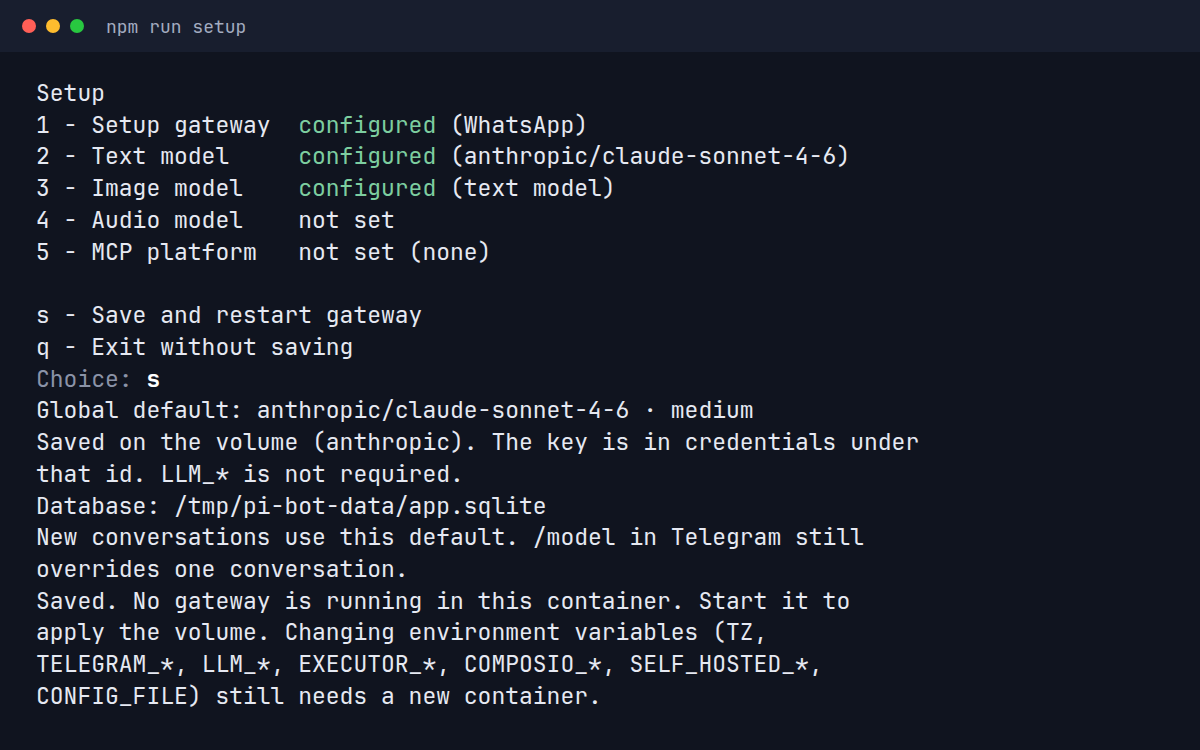 npm run setup
Setup
1 - Setup gateway  configured (WhatsApp)
2 - Text model     configured (anthropic/claude-sonnet-4-6)
3 - Image model    configured (text model)
4 - Audio model    not set
5 - MCP platform   not set (none)
s - Save and restart gateway
q - Exit without saving
Choice: s
Global default: anthropic/claude-sonnet-4-6 · medium
Saved on the volume (anthropic). The key is in credentials under
that id. LLM_* is not required.
Database: /tmp/pi-bot-data/app.sqlite
New conversations use this default. /model in Telegram still
overrides one conversation.
Saved. No gateway is running in this container. Start it to
apply the volume. Changing environment variables (TZ,
TELEGRAM_*, LLM_*, EXECUTOR_*, COMPOSIO_*, SELF_HOSTED_*,
CONFIG_FILE) still needs a new container.